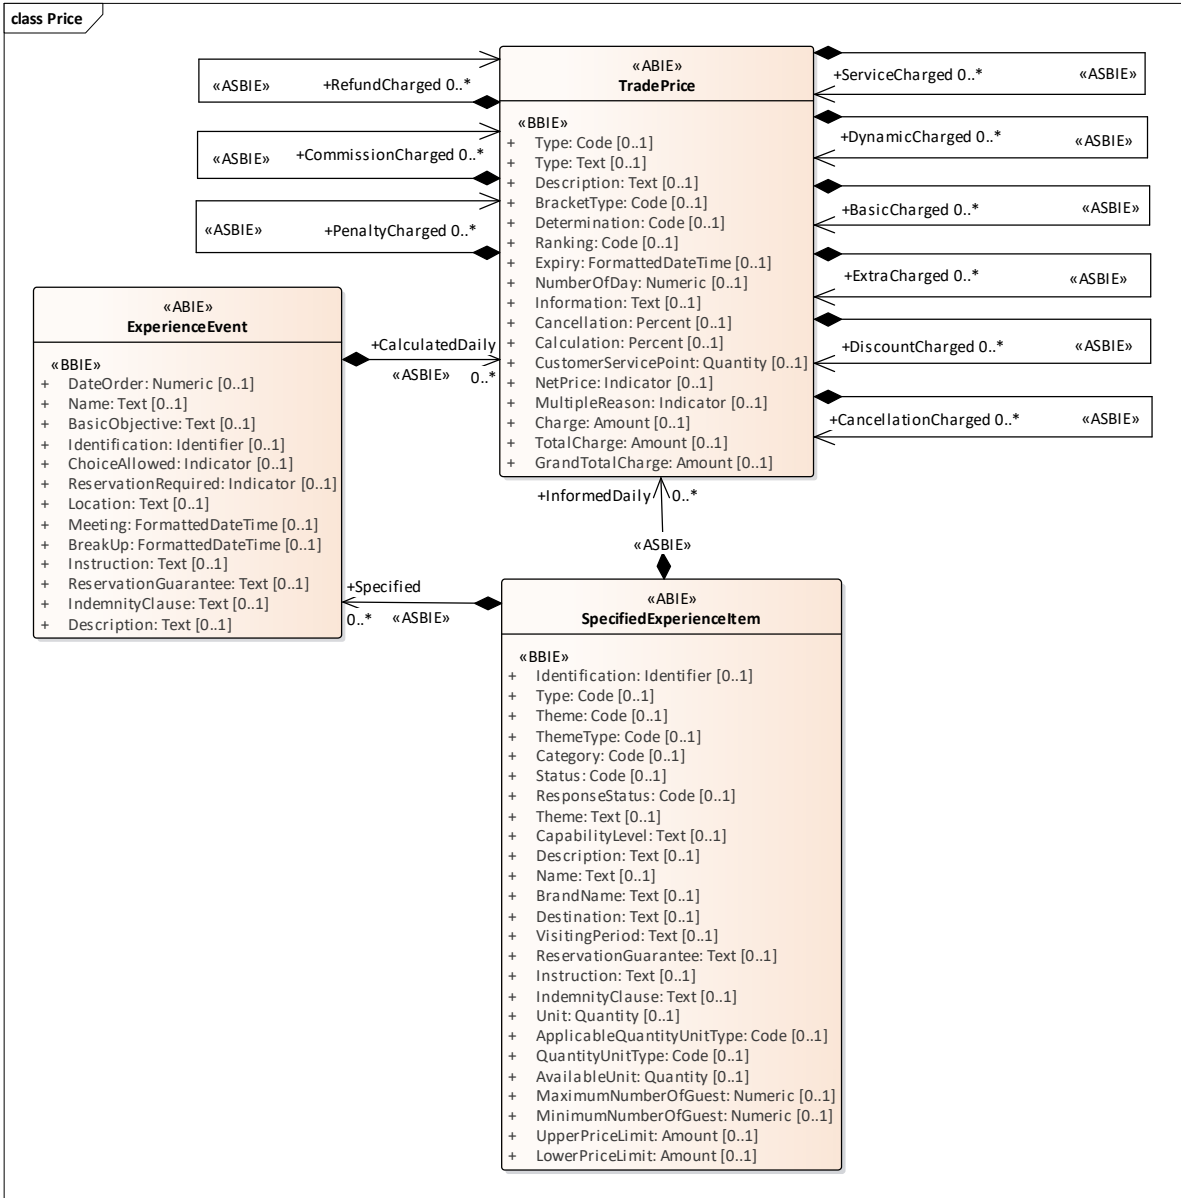 class Price
«ABIE»
TradePrice
«BBIE»
+ Type: Code [0..1]
+ Type: Text [0..1]
+ Description: Text [0..1]
+ BracketType: Code [0..1]
+ Determination: Code [0..1]
+ Ranking: Code [0..1]
+ Expiry: FormattedDateTime [0..1]
+ NumberOfDay: Numeric [0..1]
+ Information: Text [0..1]
+ Cancellation: Percent [0..1]
+ Calculation: Percent [0..1]
+ CustomerServicePoint: Quantity [0..1]
+ NetPrice: Indicator [0..1]
+ MultipleReason: Indicator [0..1]
+ Charge: Amount [0..1]
+ TotalCharge: Amount [0..1]
+ GrandTotalCharge: Amount [0..1]
«ASBIE» +RefundCharged 0..*
«ASBIE» +CommissionCharged 0..*
«ASBIE» +PenaltyCharged 0..*
+ServiceCharged 0..* «ASBIE»
+DynamicCharged 0..* «ASBIE»
+BasicCharged 0..* «ASBIE»
+ExtraCharged 0..* «ASBIE»
+DiscountCharged 0..* «ASBIE»
+CancellationCharged 0..* «ASBIE»
«ABIE»
ExperienceEvent
«BBIE»
+ DateOrder: Numeric [0..1]
+ Name: Text [0..1]
+ BasicObjective: Text [0..1]
+ Identification: Identifier [0..1]
+ ChoiceAllowed: Indicator [0..1]
+ ReservationRequired: Indicator [0..1]
+ Location: Text [0..1]
+ Meeting: FormattedDateTime [0..1]
+ BreakUp: FormattedDateTime [0..1]
+ Instruction: Text [0..1]
+ ReservationGuarantee: Text [0..1]
+ IndemnityClause: Text [0..1]
+ Description: Text [0..1]
+CalculatedDaily
«ASBIE» 0..*
+InformedDaily 0..*
«ASBIE»
+Specified
0..* «ASBIE»
«ABIE»
SpecifiedExperienceItem
«BBIE»
+ Identification: Identifier [0..1]
+ Type: Code [0..1]
+ Theme: Code [0..1]
+ ThemeType: Code [0..1]
+ Category: Code [0..1]
+ Status: Code [0..1]
+ ResponseStatus: Code [0..1]
+ Theme: Text [0..1]
+ CapabilityLevel: Text [0..1]
+ Description: Text [0..1]
+ Name: Text [0..1]
+ BrandName: Text [0..1]
+ Destination: Text [0..1]
+ VisitingPeriod: Text [0..1]
+ ReservationGuarantee: Text [0..1]
+ Instruction: Text [0..1]
+ IndemnityClause: Text [0..1]
+ Unit: Quantity [0..1]
+ ApplicableQuantityUnitType: Code [0..1]
+ QuantityUnitType: Code [0..1]
+ AvailableUnit: Quantity [0..1]
+ MaximumNumberOfGuest: Numeric [0..1]
+ MinimumNumberOfGuest: Numeric [0..1]
+ UpperPriceLimit: Amount [0..1]
+ LowerPriceLimit: Amount [0..1]